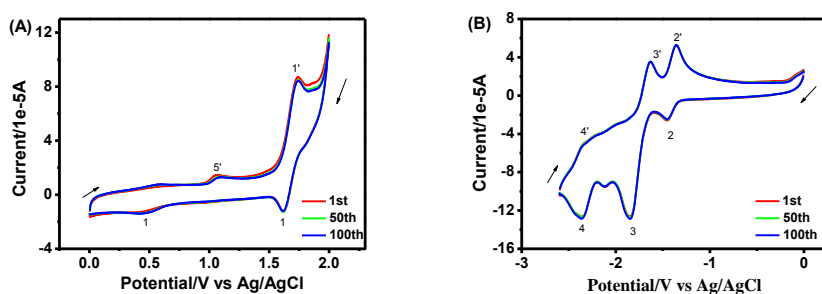 (A)
Current/1e-5A
12
8
4
0
-4
1'
5'
1
1
1st
50th
100th
0.0
0.5
1.0
1.5
2.0
Potential/V vs Ag/AgCl
(B)
Current/1e-5A
8
4
0
-4
-8
-12
-16
2'
3'
4'
2
3
4
1st
50th
100th
-3
-2
-1
0
Potential/V vs Ag/AgCl